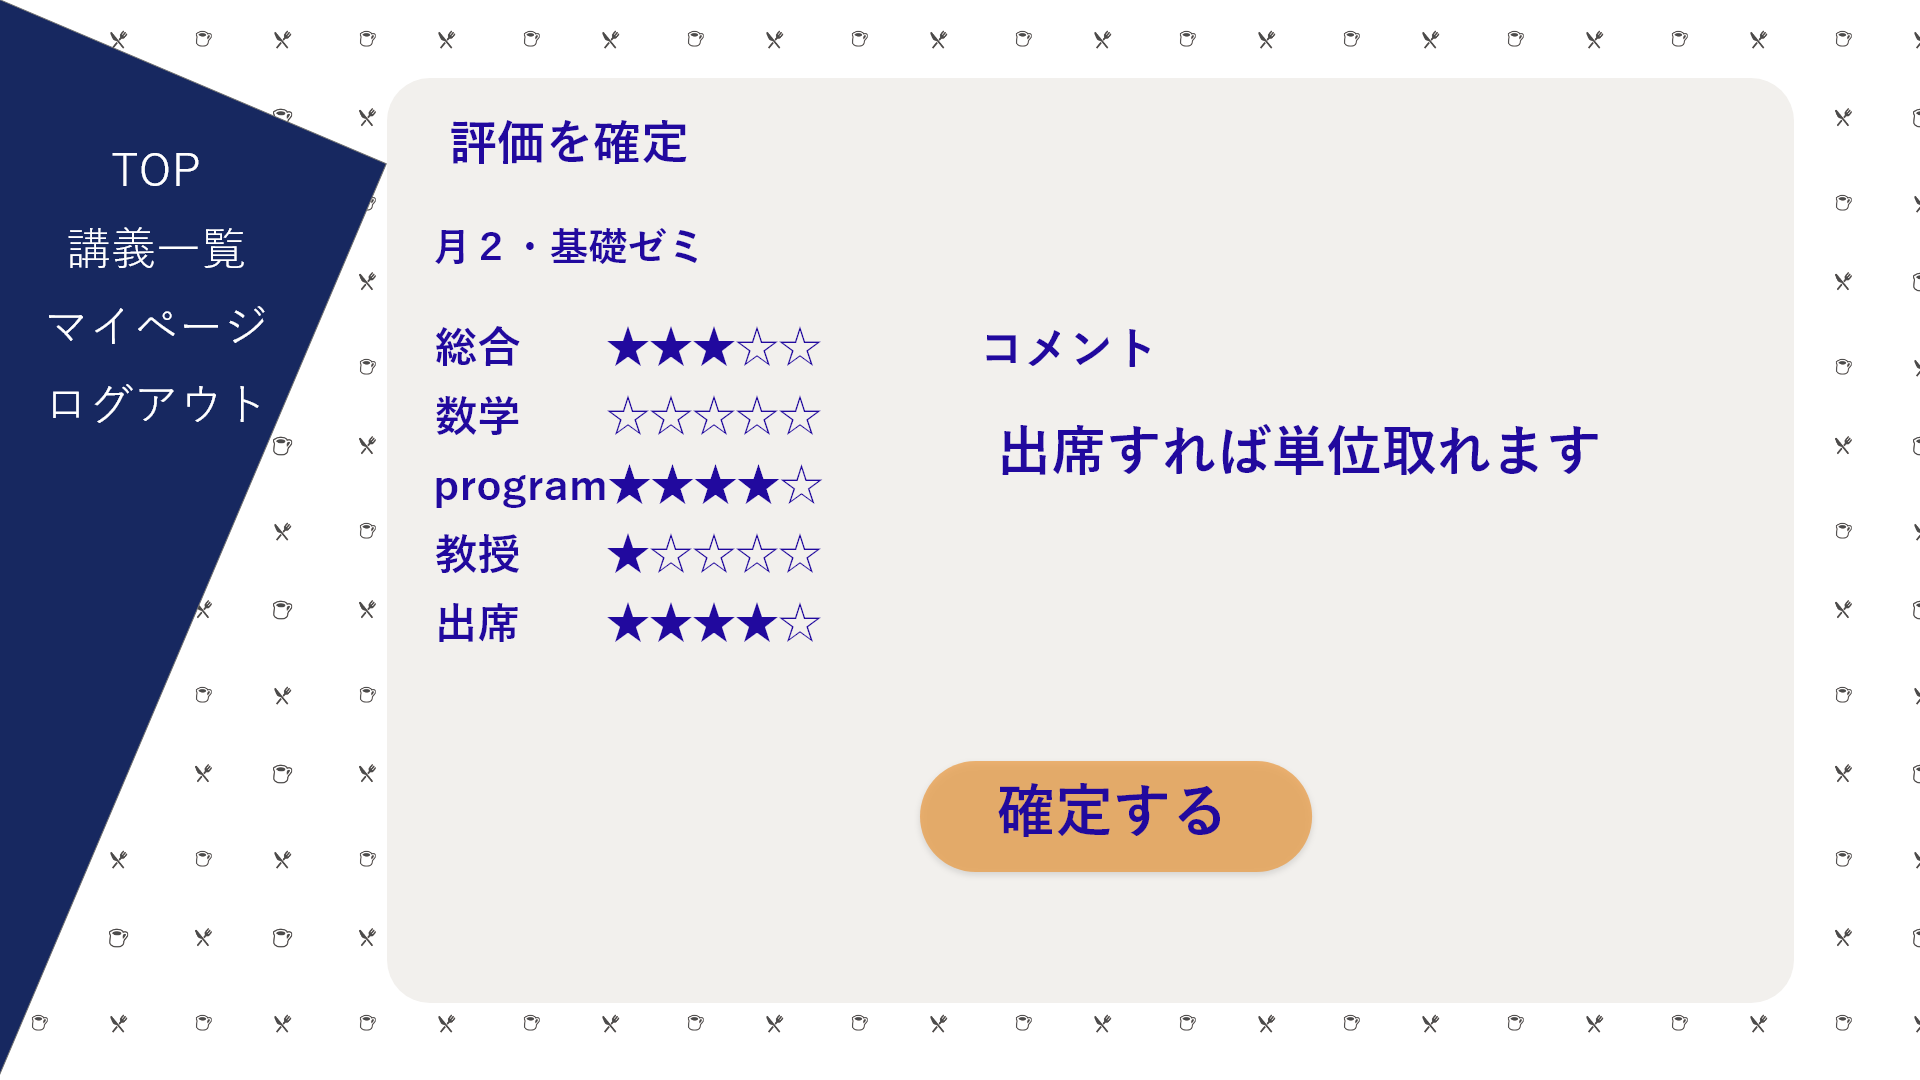 TOP
講義一覧
マイページ
ログアウト
評価を確定
月２・基礎ゼミ
総合 ★★★☆☆
数学 ☆☆☆☆☆
program★★★★☆
教授 ★☆☆☆☆
出席 ★★★★☆
コメント
出席すれば単位取れます
確定する